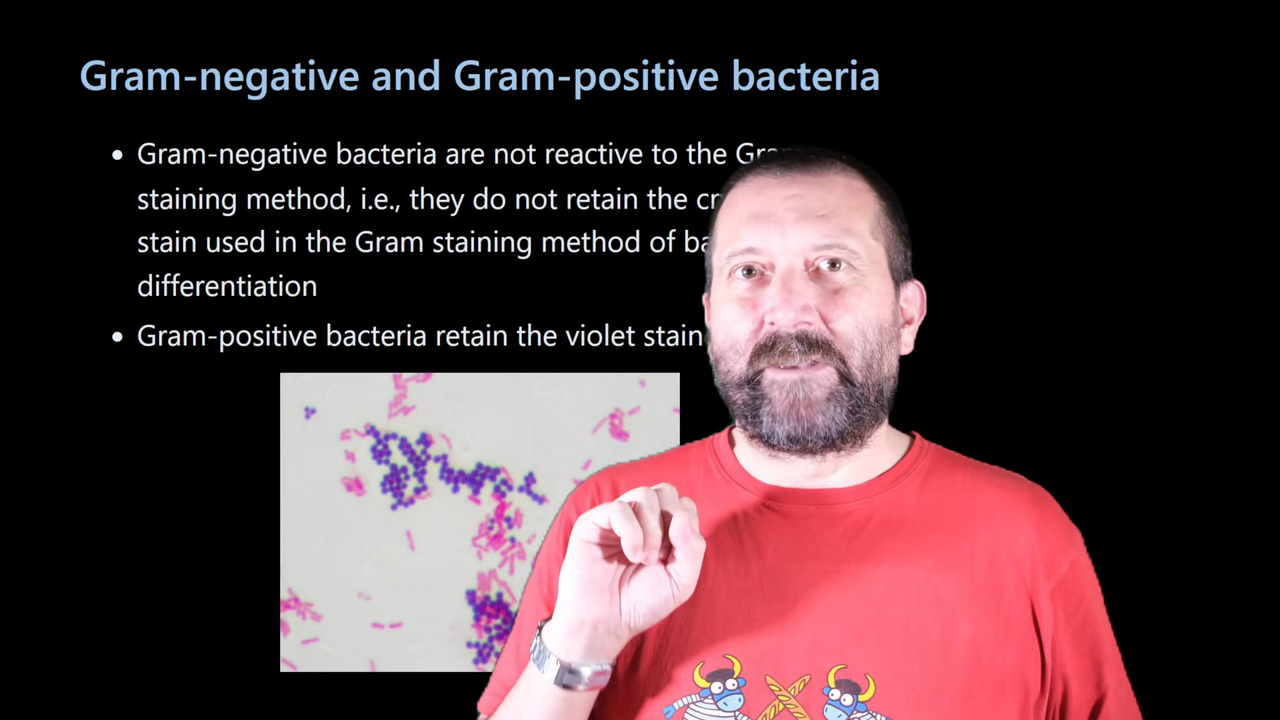 Gram-negative and Gram-positive bacteria
• Gram-negative bacteria are not reactive to the
staining method, i.e., they do not retain the
stain used in the Gram staining method of
differentiation
• Gram-positive bacteria retain the violet stain